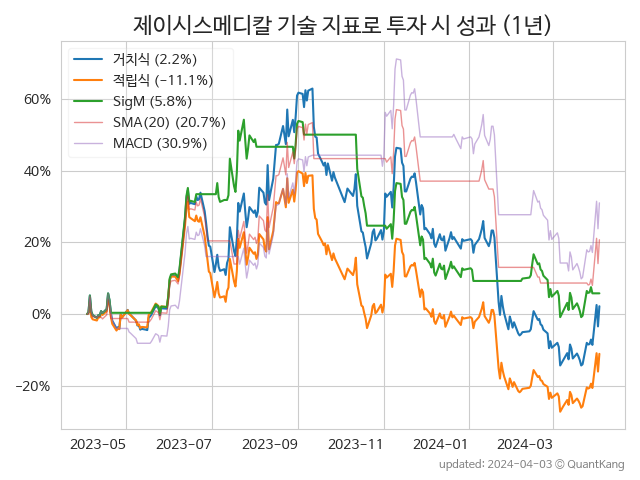 제이시스메디칼 기술 지표로 투자 시 성과 (1년)
거치식 (2.2%)
적립식 (−11.1%)
SigM (5.8%)
SMA(20) (20.7%)
MACD (30.9%)
60%
40%
20%
0%
−20%
2023-05
2023-07
2023-09
2023-11
2024-01
2024-03
updated: 2024-04-03 © QuantKang